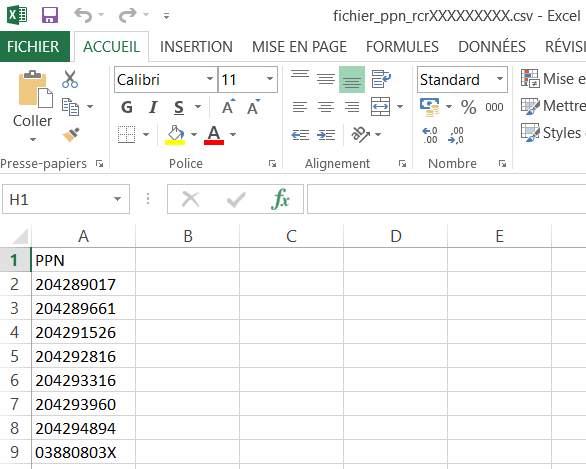 fichier_ppn_rcrXXXXXXXXX.csv - Excel
FICHIER ACCUEIL INSERTION MISE EN PAGE FORMULES DONNÉES RÉVISI
Calibri 11 Standard Mise e
Coller G I S % 000 Mettre
A ,0 ,00 Styles
Presse-papiers Police Alignement Nombre
H1 fx
A B C D E
1 PPN
2 204289017
3 204289661
4 204291526
5 204292816
6 204293316
7 204293960
8 204294894
9 03880803X